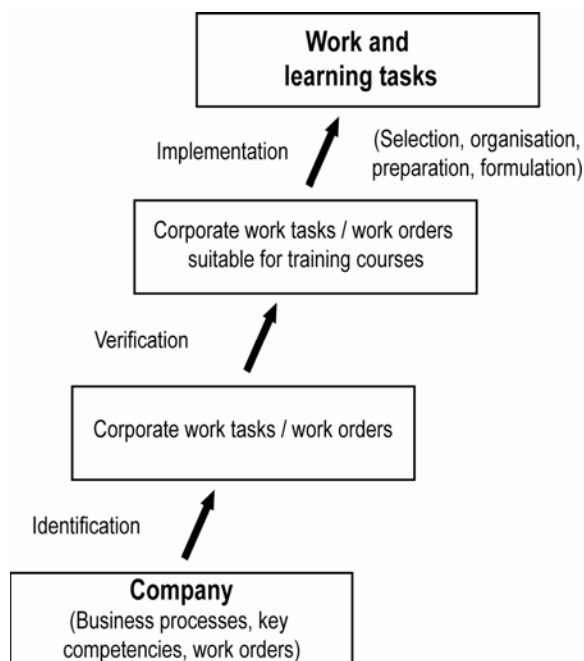 Work and
learning tasks
Implementation
(Selection, organisation,
preparation, formulation)
Corporate work tasks / work orders
suitable for training courses
Verification
Corporate work tasks / work orders
Identification
Company
(Business processes, key
competencies, work orders)